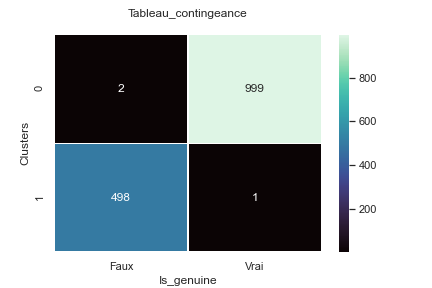 Tableau_contingeance
0
2
999
1
498
1
Clusters
Faux
Vrai
Is_genuine
800
600
400
200